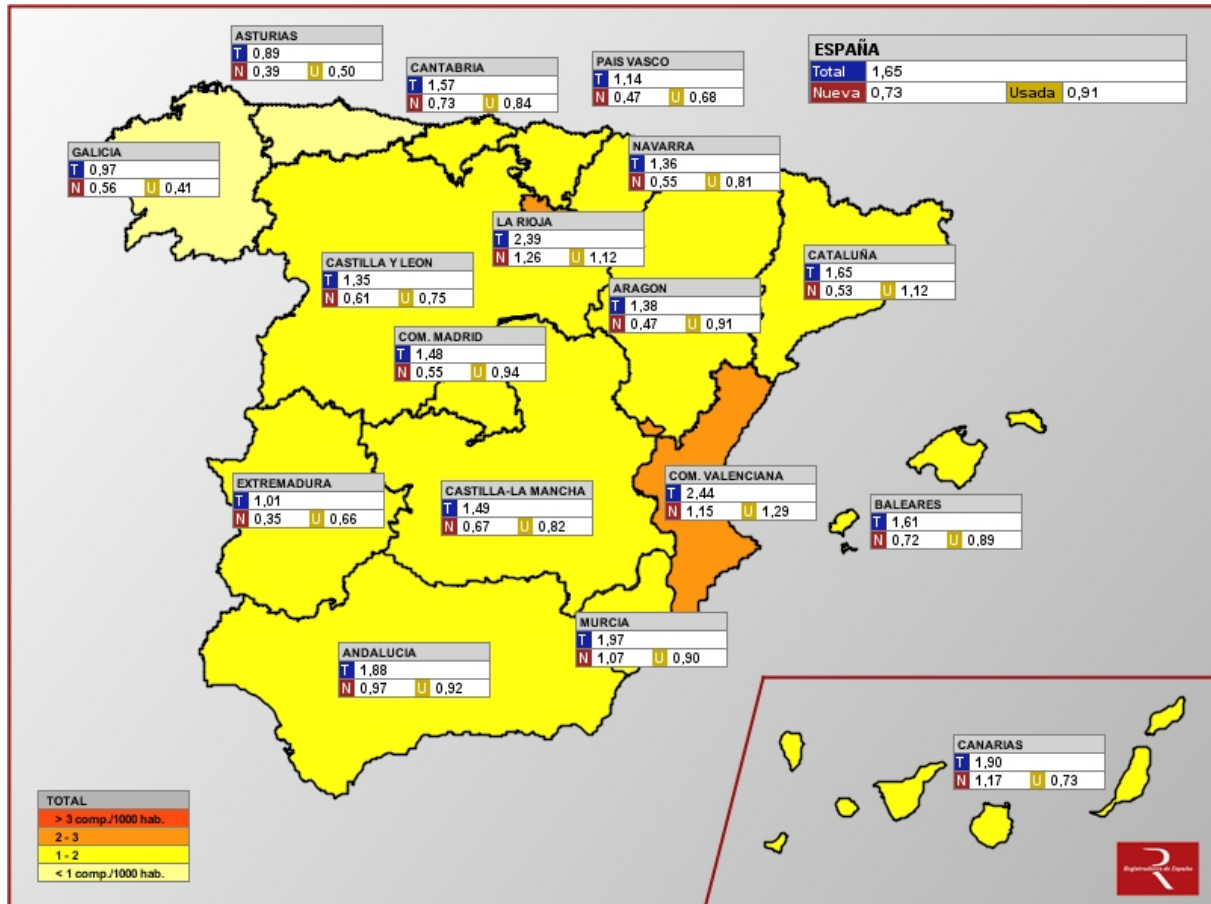 ASTURIAS
T 0,89
N 0,39 U 0,50
CANTABRIA
T 1,57
N 0,73 U 0,84
PAIS VASCO
T 1,14
N 0,47 U 0,68
ESPAÑA
Total 1,65
Nueva 0,73 Usada 0,91
GALICIA
T 0,97
N 0,56 U 0,41
NAVARRA
T 1,36
N 0,55 U 0,81
LA RIOJA
T 2,39
N 1,26 U 1,12
CASTILLA Y LEON
T 1,35
N 0,61 U 0,75
CATALUÑA
T 1,65
N 0,53 U 1,12
ARAGON
T 1,38
N 0,47 U 0,91
COM. MADRID
T 1,48
N 0,55 U 0,94
EXTREMADURA
T 1,01
N 0,35 U 0,66
CASTILLA-LA MANCHA
T 1,49
N 0,67 U 0,82
COM. VALENCIANA
T 2,44
N 1,15 U 1,29
BALEARES
T 1,61
N 0,72 U 0,89
MURCIA
T 1,97
N 1,07 U 0,90
ANDALUCIA
T 1,88
N 0,97 U 0,92
CANARIAS
T 1,90
N 1,17 U 0,73
TOTAL
> 3 comp./1000 hab.
2 - 3
1 - 2
< 1 comp./1000 hab.
R
Registradores de España